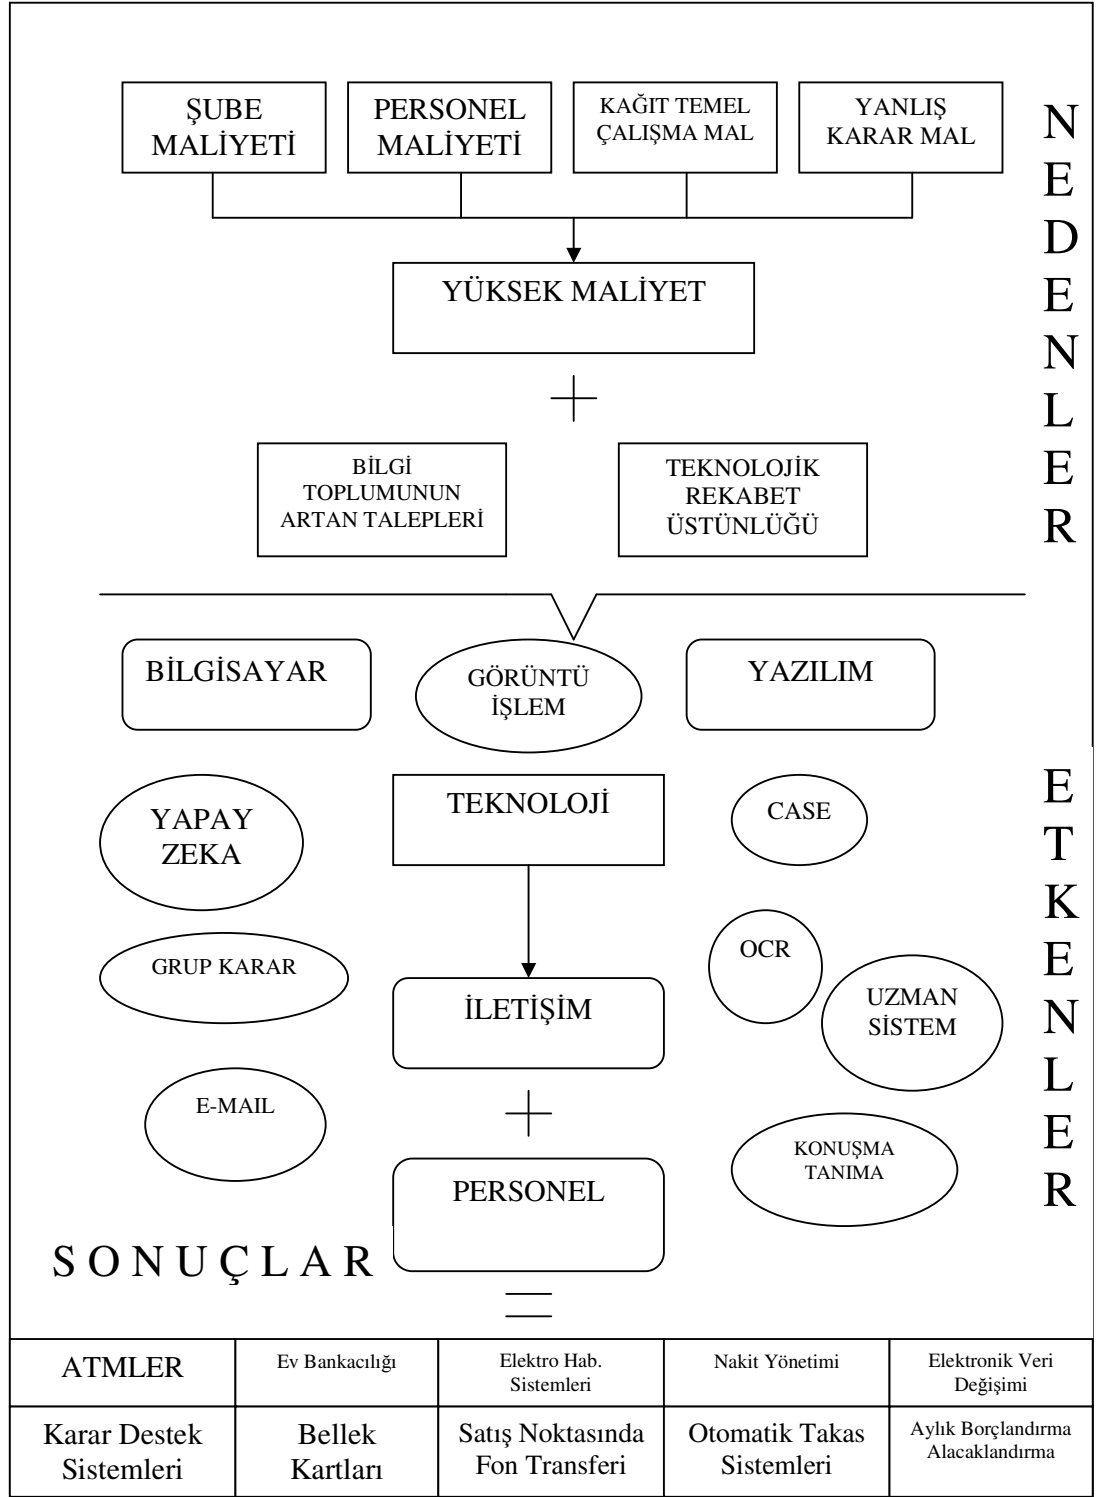 ŞUBE
MALİYETİ
PERSONEL
MALİYETİ
KAĞIT TEMEL
ÇALIŞMA MAL
YANLIŞ
KARAR MAL
NEDENLER
YÜKSEK MALİYET
+
BİLGİ
TOPLUMUNUN
ARTAN TALEPLERİ
TEKNOLOJİK
REKABET
ÜSTÜNLÜĞÜ
BİLGİSAYAR
GÖRÜNTÜ
İŞLEM
YAZILIM
ETKENLER
YAPAY
ZEKA
TEKNOLOJİ
CASE
GRUP KARAR
OCR
İLETİŞİM
UZMAN
SİSTEM
E-MAIL
+
KONUŞMA
TANIMA
PERSONEL
SONUÇLAR
=
ATMLER
Ev Bankacılığı
Elektro Hab.
Sistemleri
Nakit Yönetimi
Elektronik Veri
Değişimi
Karar Destek
Sistemleri
Bellek
Kartları
Satış Noktasında
Fon Transferi
Otomatik Takas
Sistemleri
Aylık Borçlandırma
Alacaklandırma